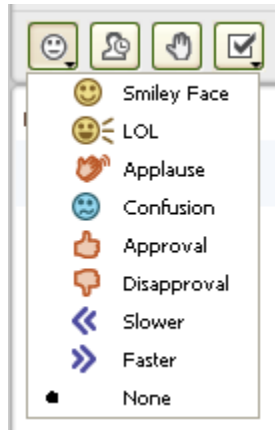 Smiley Face
LOL
Applause
Confusion
Approval
Disapproval
Slower
Faster
None